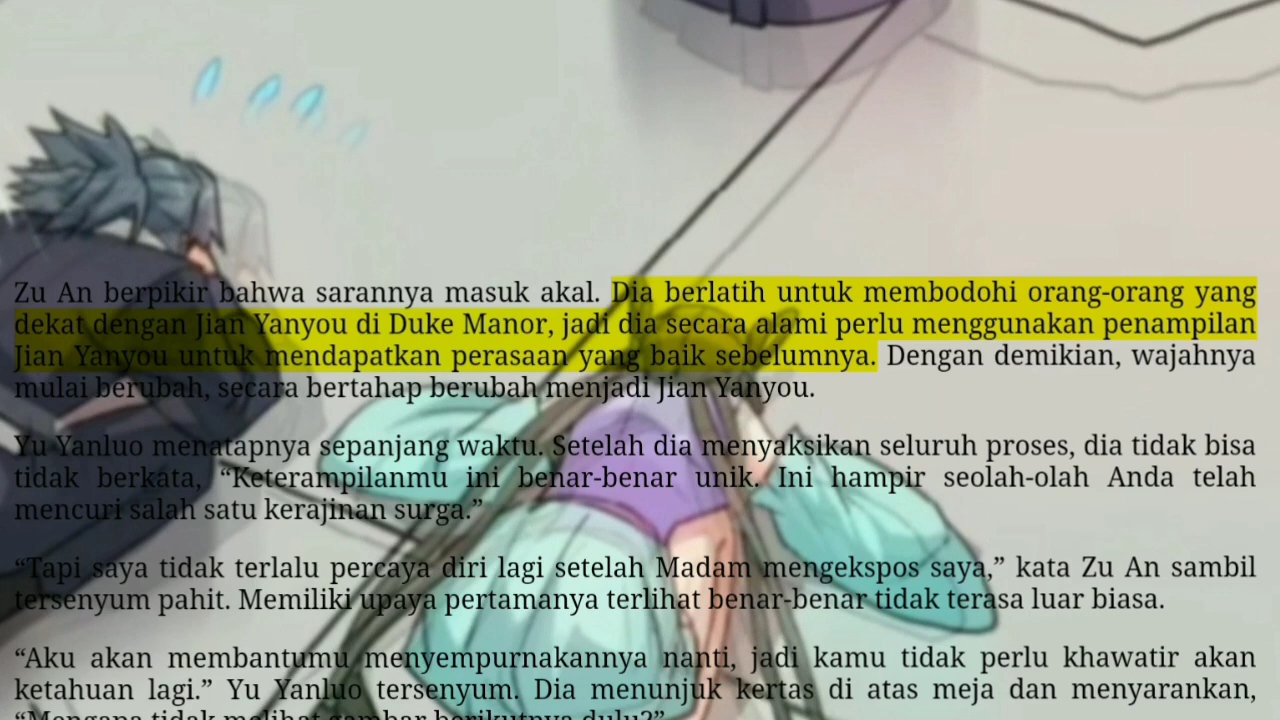 Zu An berpikir bahwa sarannya masuk akal. Dia berlatih untuk membodohi orang-orang yang
dekat dengan Jian Yanyou di Duke Manor, jadi dia secara alami perlu menggunakan penampilan
Jian Yanyou untuk mendapatkan perasaan yang baik sebelumnya. Dengan demikian, wajahnya
mulai berubah, secara bertahap berubah menjadi Jian Yanyou.
Yu Yanluo menatapnya sepanjang waktu. Setelah dia menyaksikan seluruh proses, dia tidak bisa
tidak berkata, “Keterampilanmu ini benar-benar unik. Ini hampir seolah-olah Anda telah
mencuri salah satu kerajinan surga.”
“Tapi saya tidak terlalu percaya diri lagi setelah Madam mengekspos saya,” kata Zu An sambil
tersenyum pahit. Memiliki upaya pertamanya terlihat benar-benar tidak terasa luar biasa.
“Aku akan membantumu menyempurnakannya nanti, jadi kamu tidak perlu khawatir akan
ketahuan lagi.” Yu Yanluo tersenyum. Dia menunjuk kertas di atas meja dan menyarankan,
“Mengapa tidak melihat gambar berikutnya dulu?”